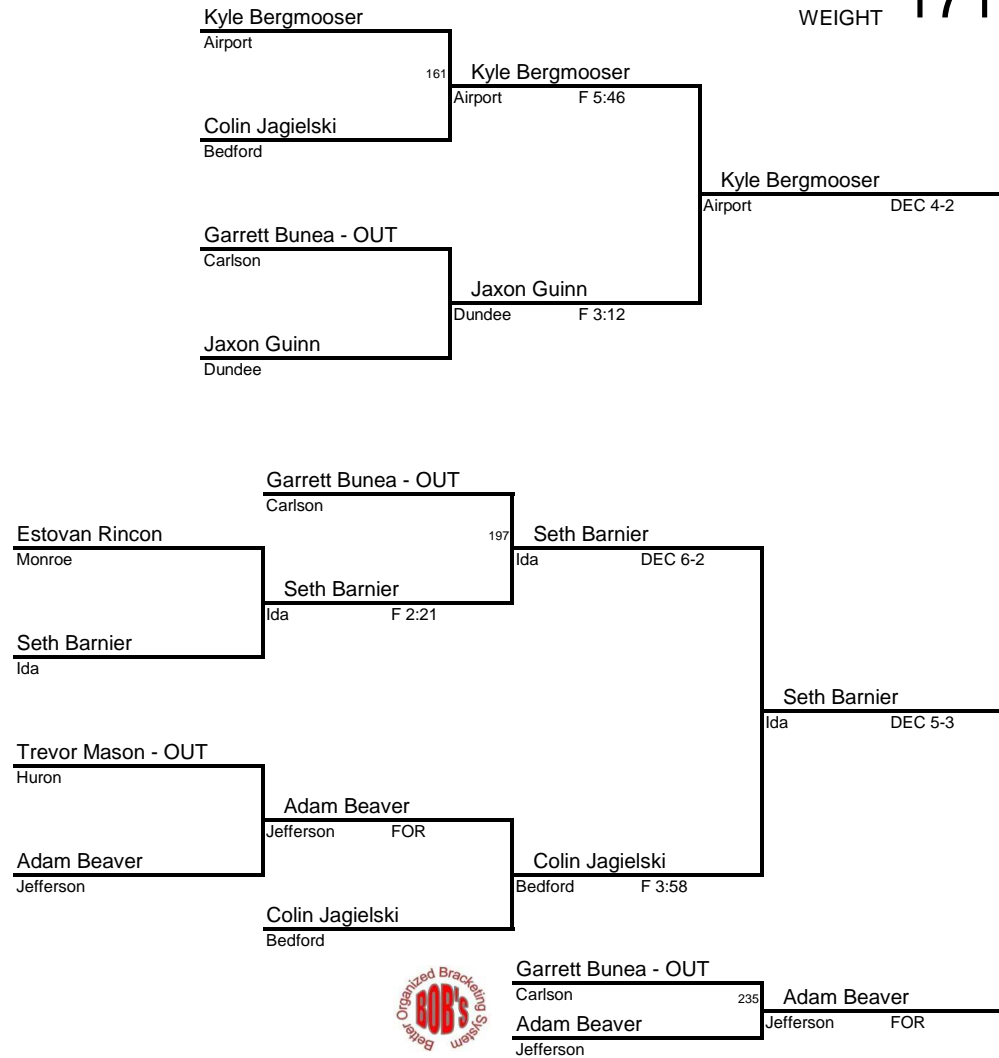 WEIGHT 171
Kyle Bergmooser
Airport
161 Kyle Bergmooser
Airport F 5:46
Colin Jagielski
Bedford
Kyle Bergmooser
Airport DEC 4-2
Garrett Bunea - OUT
Carlson
Jaxon Guinn
Dundee F 3:12
Jaxon Guinn
Dundee
Garrett Bunea - OUT
Carlson
Estovan Rincon
Monroe
197 Seth Barnier
Ida DEC 6-2
Seth Barnier
Ida F 2:21
Seth Barnier
Ida
Seth Barnier
Ida DEC 5-3
Trevor Mason - OUT
Huron
Adam Beaver
Jefferson FOR
Adam Beaver
Jefferson
Colin Jagielski
Bedford F 3:58
Colin Jagielski
Bedford
Better Organized Bracketing System
BOB'S
Garrett Bunea - OUT
Carlson
235 Adam Beaver
Jefferson FOR
Adam Beaver
Jefferson